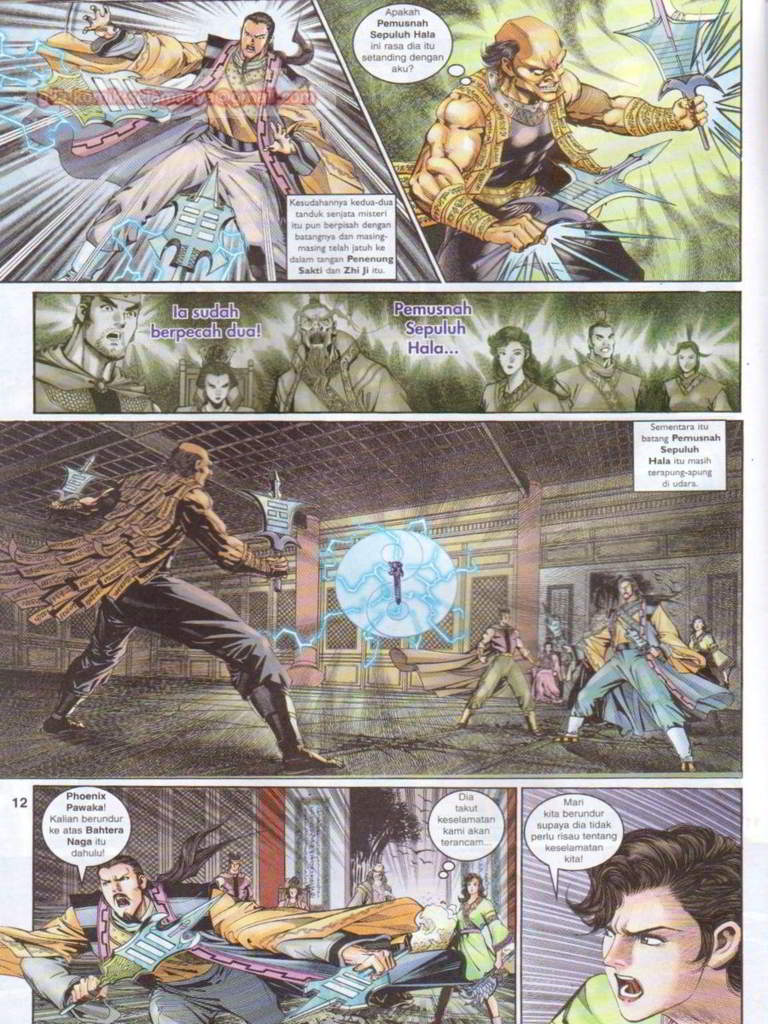 Apakah
Pemusnah
Sepuluh Hala
ini rasa dia itu
setanding dengan
aku?
Kesudahannya kedua-dua
tanduk senjata misteri
itu pun berpisah dengan
batangnya dan masing-
masing telah jatuh ke
dalam tangan Penenung
Sakti dan Zhi Ji itu.
Ia sudah
berpecah dua!
Pemusnah
Sepuluh
Hala...
Sementara itu
batang Pemusnah
Sepuluh
Hala itu masih
terapung-apung
di udara.
12
Phoenix
Pawaka!
Kalian berundur
ke atas Bahtera
Naga itu
dahulu!
Dia
takut
keselamatan
kami akan
terancam...
Mari
kita berundur
supaya dia tidak
perlu risau tentang
keselamatan
kita!